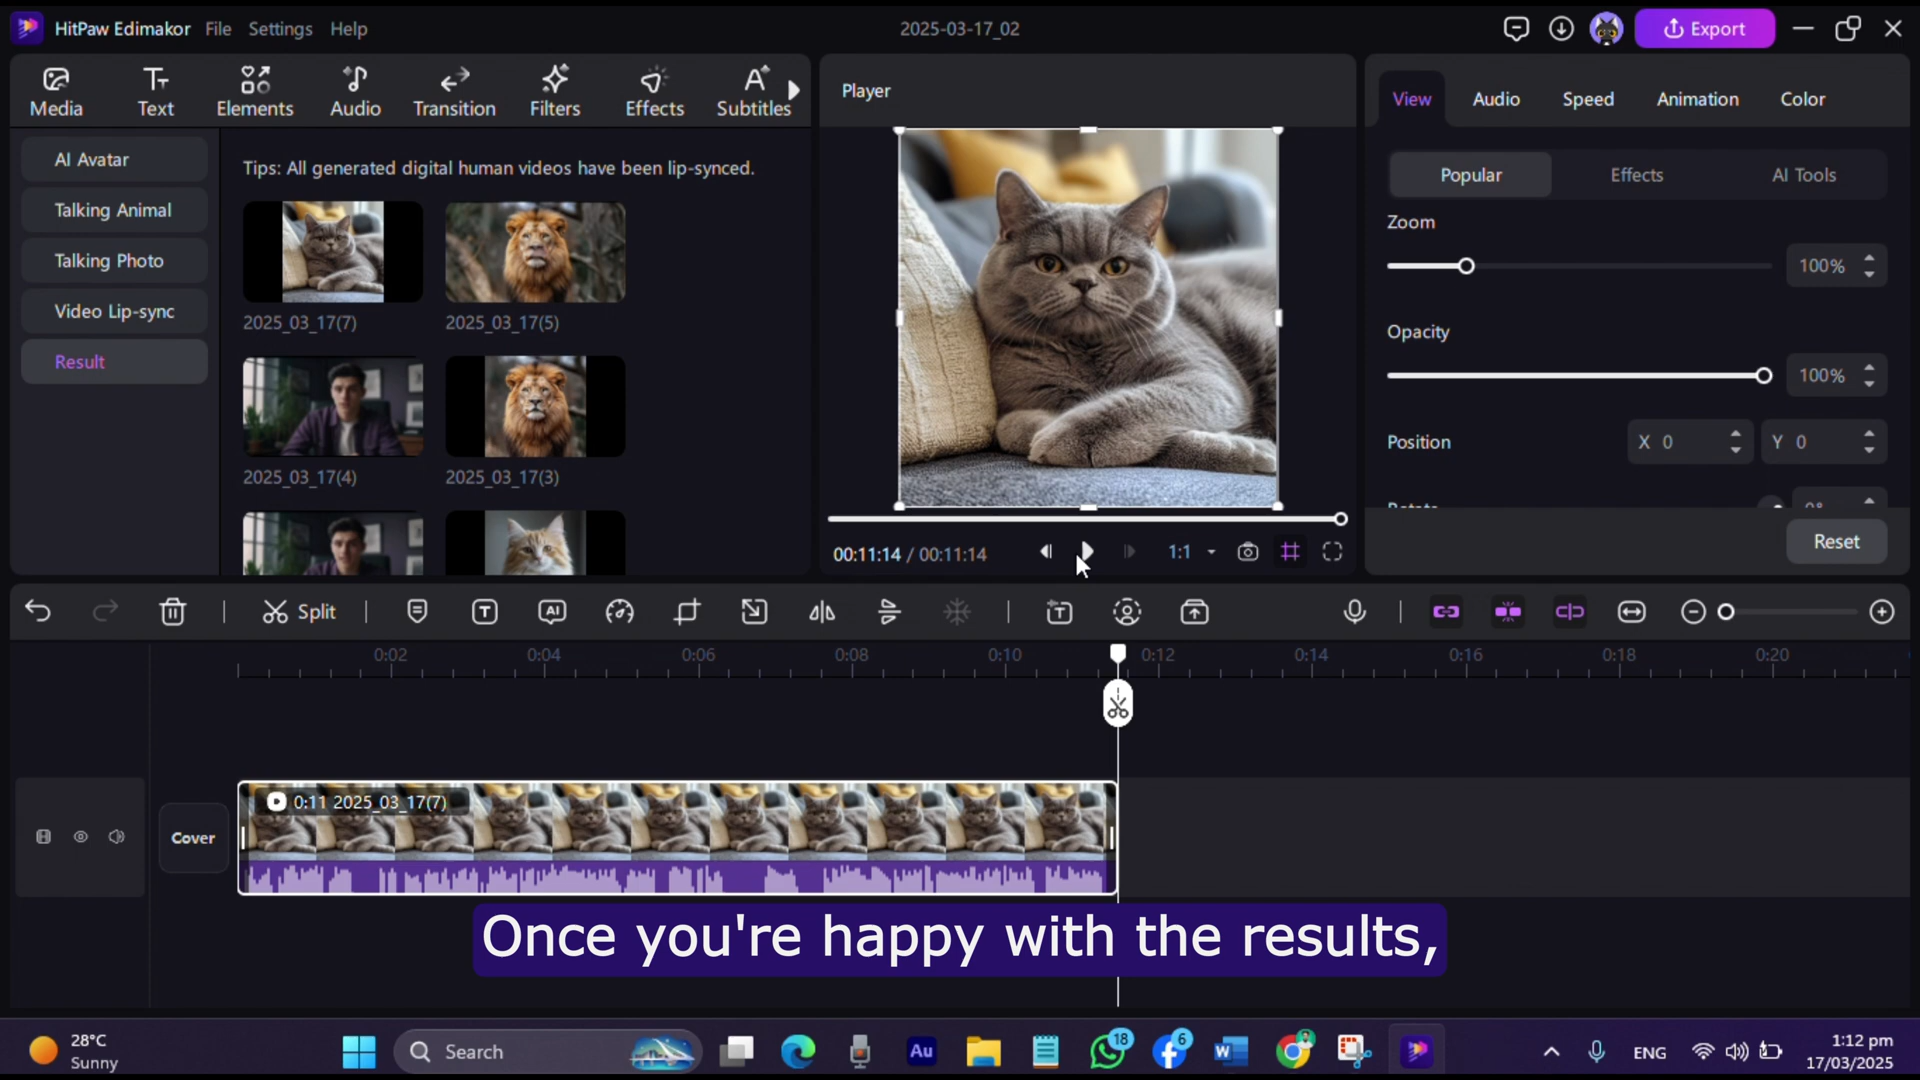 HitPaw Edimakor File Settings Help
2025-03-17_02
Export
Media Text Elements Audio Transition Filters Effects Subtitles
AI Avatar
Talking Animal
Talking Photo
Video Lip-sync
Result
Tips: All generated digital human videos have been lip-synced.
2025_03_17(7) 2025_03_17(5)
2025_03_17(4) 2025_03_17(3)
Player
00:11:14 / 00:11:14
1:1
View Audio Speed Animation Color
Popular Effects AI Tools
Zoom
100%
Opacity
100%
Position X 0 Y 0
Reset
Split
AI
0:02 0:04 0:06 0:08 0:10 0:12 0:14 0:16 0:18 0:20
Cover
0:11 2025_03_17(7)
Once you're happy with the results,
28°C
Sunny
Search
Au
18
6
W
ENG
1:12 pm
17/03/2025